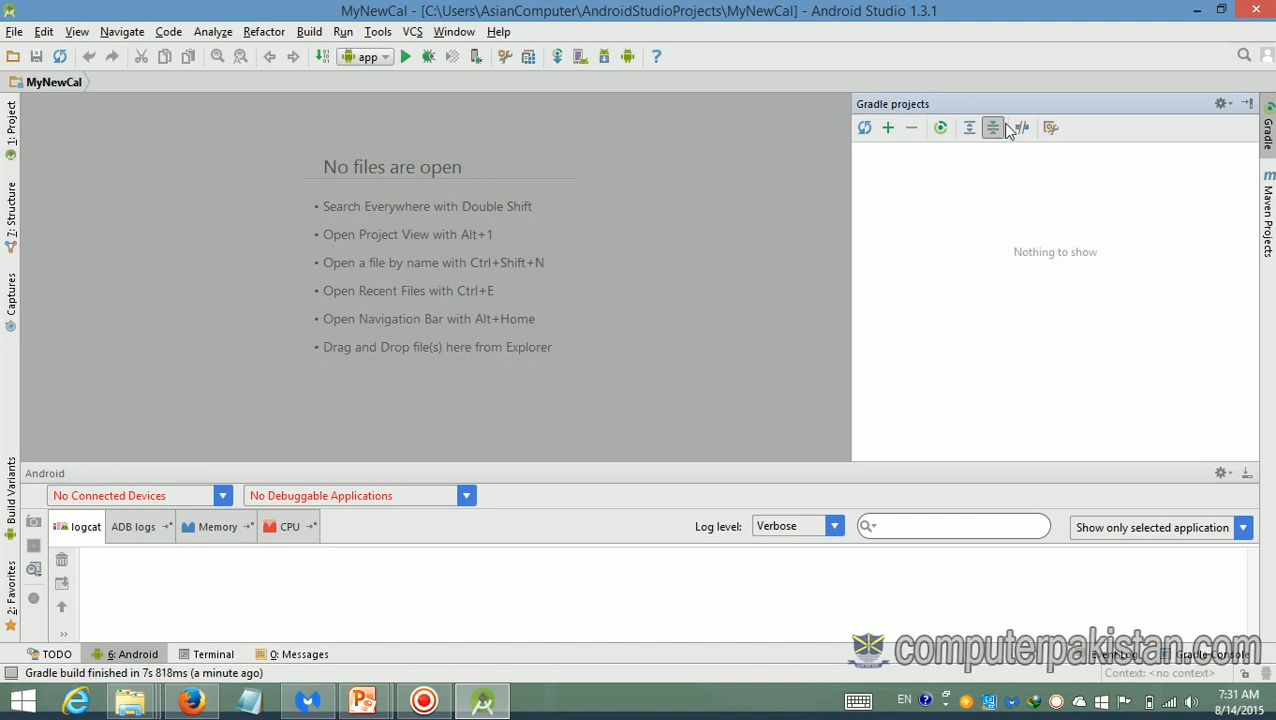 MyNewCal - [C:\Users\AsianComputer\AndroidStudioProjects\MyNewCal] - Android Studio 1.3.1
File Edit View Navigate Code Analyze Refactor Build Run Tools VCS Window Help
app
MyNewCal
1: Project
7: Structure
Captures
Build Variants
2: Favorites
No files are open
• Search Everywhere with Double Shift
• Open Project View with Alt+1
• Open a file by name with Ctrl+Shift+N
• Open Recent Files with Ctrl+E
• Open Navigation Bar with Alt+Home
• Drag and Drop file(s) here from Explorer
Gradle projects
Nothing to show
Gradle
Maven Projects
Android
No Connected Devices No Debuggable Applications
logcat ADB logs Memory CPU Log level: Verbose Show only selected application
computerpakistan.com
TODO 6: Android Terminal 0: Messages Event Log Gradle Console
Gradle build finished in 7s 818ms (a minute ago) Context: <no context>
EN 7:31 AM
8/14/2015